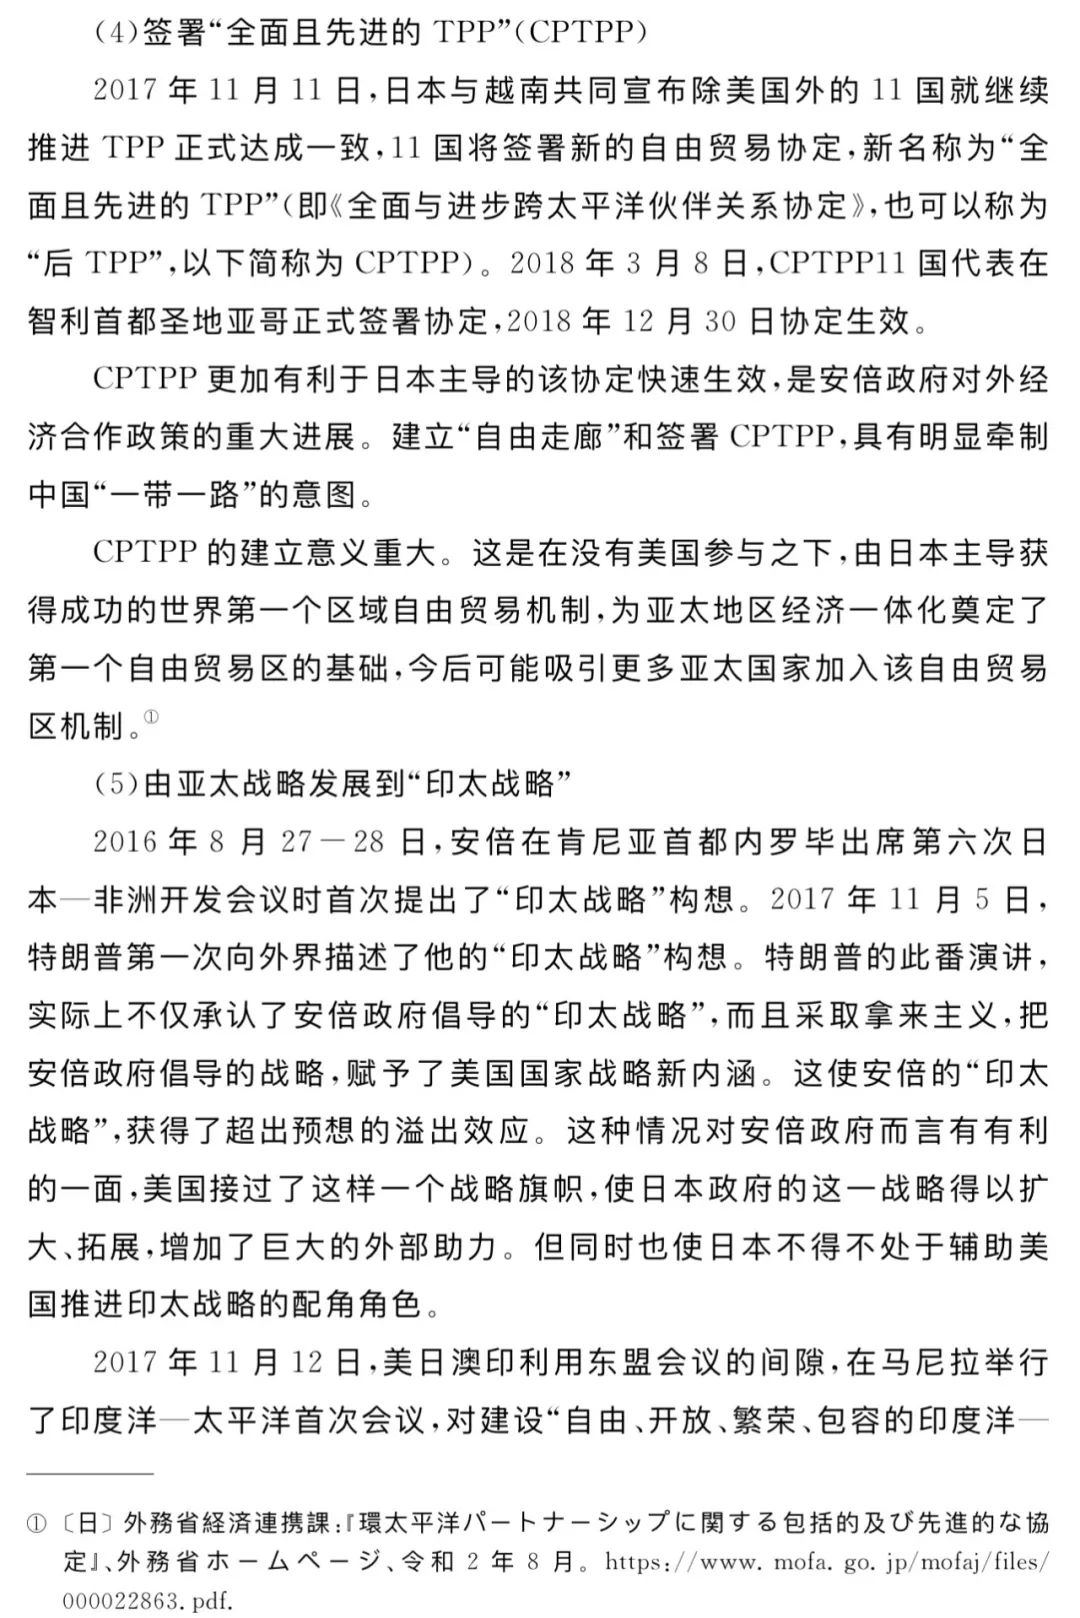 (4)签署“全面且先进的 TPP”(CPTPP)
2017 年 11 月 11 日,日本与越南共同宣布除美国外的 11 国就继续
推进 TPP 正式达成一致,11 国将签署新的自由贸易协定,新名称为“全
面且先进的 TPP”(即《全面与进步跨太平洋伙伴关系协定》,也可以称为
“后 TPP”,以下简称为 CPTPP)。2018 年 3 月 8 日,CPTPP11 国代表在
智利首都圣地亚哥正式签署协定,2018 年 12 月 30 日协定生效。
CPTPP 更加有利于日本主导的该协定快速生效,是安倍政府对外经
济合作政策的重大进展。建立“自由走廊”和签署 CPTPP,具有明显牵制
中国“一带一路”的意图。
CPTPP 的建立意义重大。这是在没有美国参与之下,由日本主导获
得成功的世界第一个区域自由贸易机制,为亚太地区经济一体化奠定了
第一个自由贸易区的基础,今后可能吸引更多亚太国家加入该自由贸易
区机制。①
(5)由亚太战略发展到“印太战略”
2016 年 8 月 27－28 日,安倍在肯尼亚首都内罗毕出席第六次日
本—非洲开发会议时首次提出了“印太战略”构想。2017 年 11 月 5 日,
特朗普第一次向外界描述了他的“印太战略”构想。特朗普的此番演讲,
实际上不仅承认了安倍政府倡导的“印太战略”,而且采取拿来主义,把
安倍政府倡导的战略,赋予了美国国家战略新内涵。这使安倍的“印太
战略”,获得了超出预想的溢出效应。这种情况对安倍政府而言有有利
的一面,美国接过了这样一个战略旗帜,使日本政府的这一战略得以扩
大、拓展,增加了巨大的外部助力。但同时也使日本不得不处于辅助美
国推进印太战略的配角角色。
2017 年 11 月 12 日,美日澳印利用东盟会议的间隙,在马尼拉举行
了印度洋—太平洋首次会议,对建设“自由、开放、繁荣、包容的印度洋—
① 〔日〕外務省経済連携課:『環太平洋パートナーシップに関する包括的及び先進的な協
定』、外務省ホームページ、令和 2 年 8 月。https://www. mofa. go. jp/mofaj/files/
000022863. pdf.